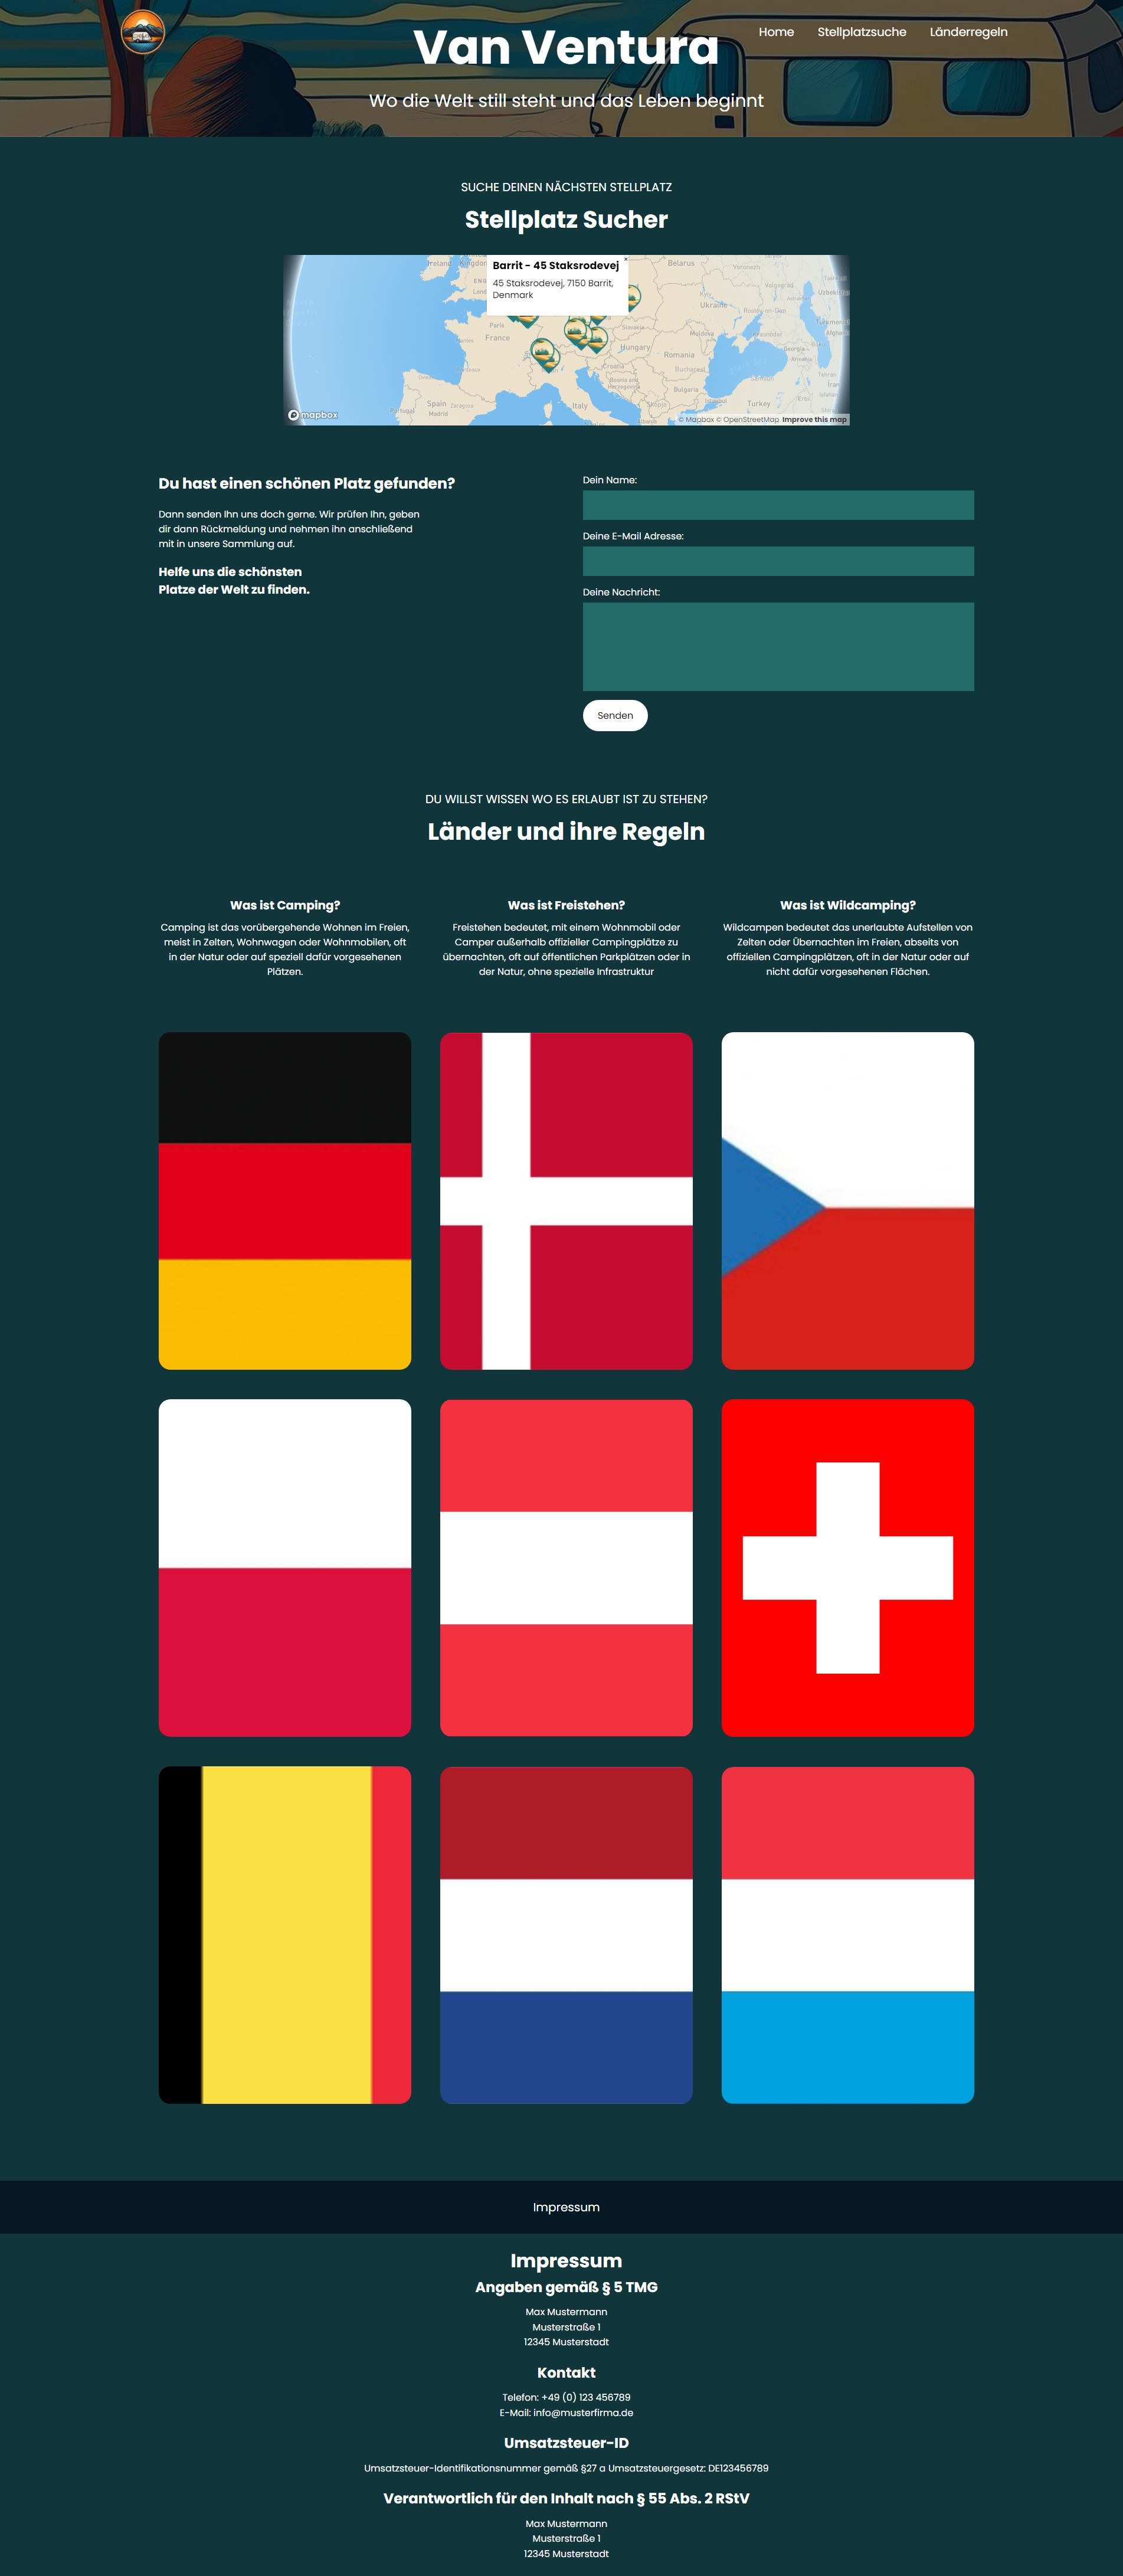 Home
Stellplatzsuche
Länderregeln
Van Ventura
Wo die Welt still steht und das Leben beginnt
SUCHE DEINEN NÄCHSTEN STELLPLATZ
Stellplatz Sucher
Barrit - 45 Staksrodevej
×
45 Staksrodevej, 7150 Barrit,
Denmark
Ireland
Belarus
Voronezh
Kyiv
Ukraine
Paris
France
Slovakia
Moldova
Hungary
Romania
Croatia
Bucharest
Bulgaria
Georgia
Armenia
Tehran
Iran
Spain
Madrid
Zaragoza
Portugal
Italy
Skopje
Istanbul
Turkey
mapbox
© Mapbox © OpenStreetMap Improve this map
Du hast einen schönen Platz gefunden?
Dann senden Ihn uns doch gerne. Wir prüfen Ihn, geben
dir dann Rückmeldung und nehmen ihn anschließend
mit in unsere Sammlung auf.
Helfe uns die schönsten
Platze der Welt zu finden.
Dein Name:
Deine E-Mail Adresse:
Deine Nachricht:
Senden
DU WILLST WISSEN WO ES ERLAUBT IST ZU STEHEN?
Länder und ihre Regeln
Was ist Camping?
Camping ist das vorübergehende Wohnen im Freien,
meist in Zelten, Wohnwagen oder Wohnmobilen, oft
in der Natur oder auf speziell dafür vorgesehenen
Plätzen.
Was ist Freistehen?
Freistehen bedeutet, mit einem Wohnmobil oder
Camper außerhalb offizieller Campingplätze zu
übernachten, oft auf öffentlichen Parkplätzen oder in
der Natur, ohne spezielle Infrastruktur
Was ist Wildcamping?
Wildcampen bedeutet das unerlaubte Aufstellen von
Zelten oder Übernachten im Freien, abseits von
offiziellen Campingplätzen, oft in der Natur oder auf
nicht dafür vorgesehenen Flächen.
Impressum
Impressum
Angaben gemäß § 5 TMG
Max Mustermann
Musterstraße 1
12345 Musterstadt
Kontakt
Telefon: +49 (0) 123 456789
E-Mail: info@musterfirma.de
Umsatzsteuer-ID
Umsatzsteuer-Identifikationsnummer gemäß §27 a Umsatzsteuergesetz: DE123456789
Verantwortlich für den Inhalt nach § 55 Abs. 2 RStV
Max Mustermann
Musterstraße 1
12345 Musterstadt